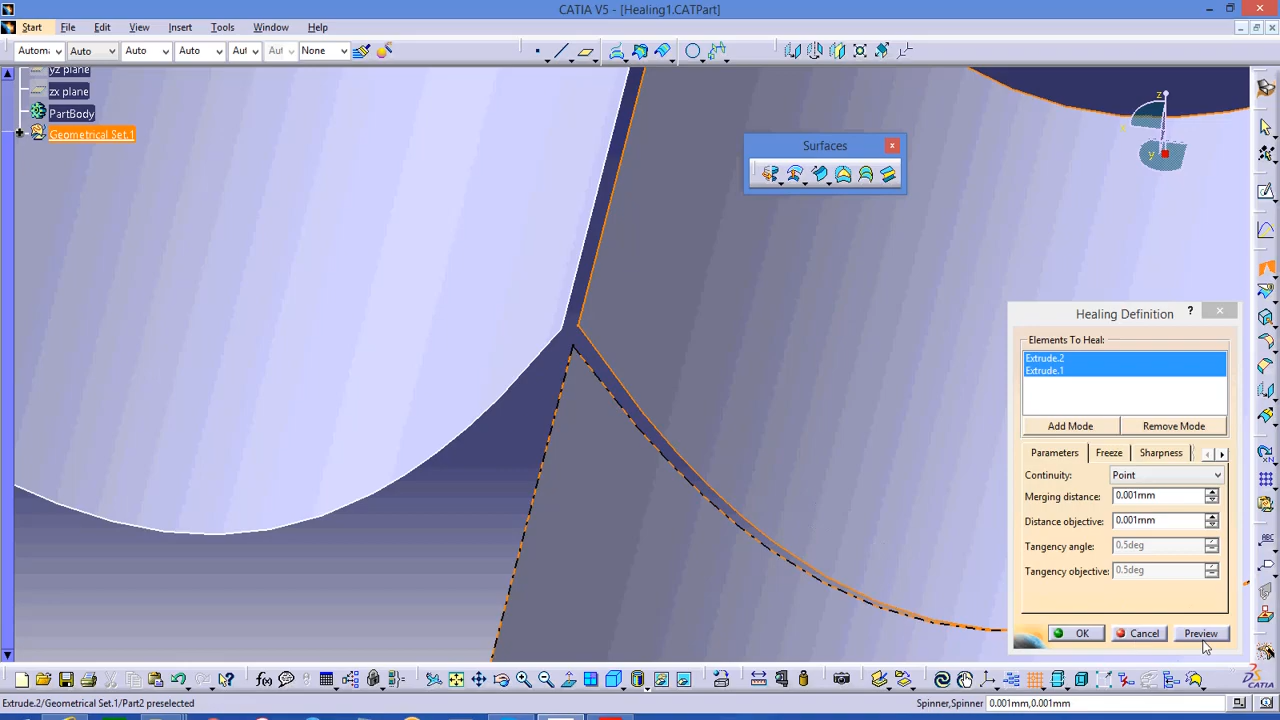 CATIA V5 - [Healing1.CATPart]
Start File Edit View Insert Tools Window Help
Automa Auto Auto Auto Aut Aut None
yz plane
zx plane
PartBody
Geometrical Set.1
z
y
Surfaces
Healing Definition ?
Elements To Heal:
Extrude.2
Extrude.1
Add Mode Remove Mode
Parameters Freeze Sharpness
Continuity: Point
Merging distance: 0.001mm
Distance objective: 0.001mm
Tangency angle: 0.5deg
Tangency objective: 0.5deg
OK Cancel Preview
f(x)
CATIA
Extrude.2/Geometrical Set.1/Part2 preselected Spinner,Spinner 0.001mm,0.001mm